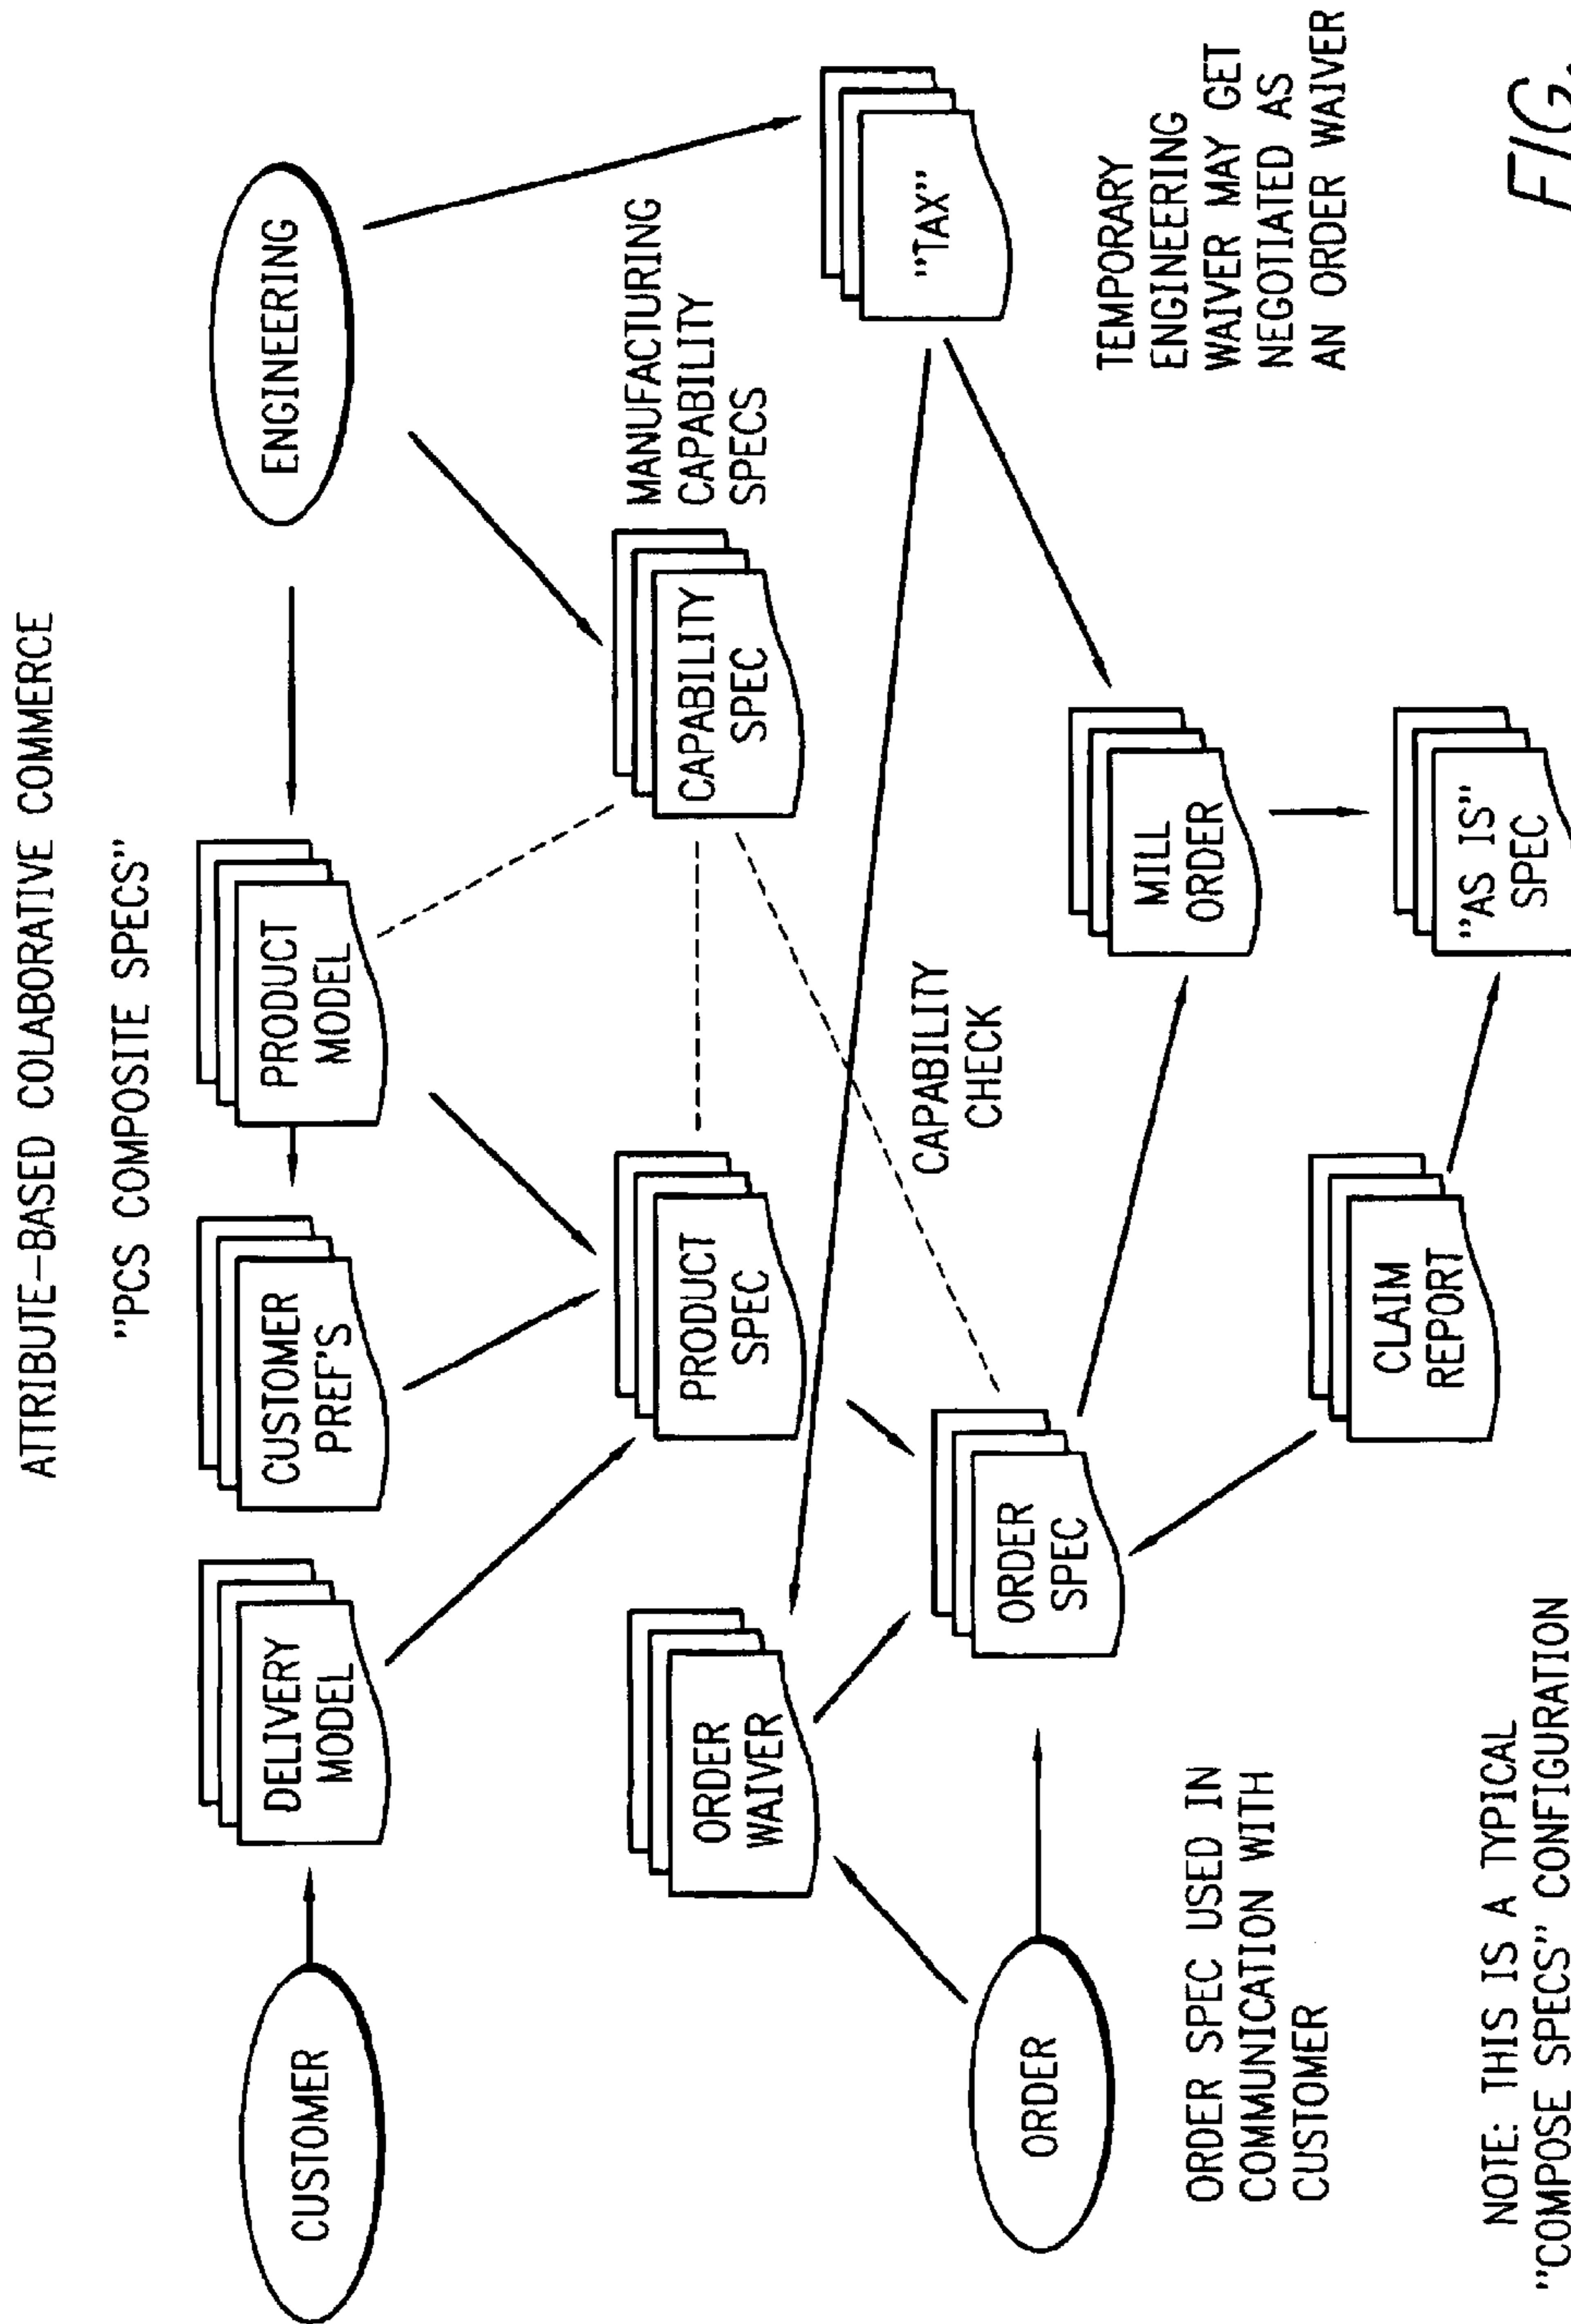 ATTRIBUTE-BASED COLABORATIVE COMMERCE
"PCS COMPOSITE SPECS"
CUSTOMER
DELIVERY
MODEL
CUSTOMER
PREF'S
PRODUCT
MODEL
ENGINEERING
ORDER
WAIVER
PRODUCT
SPEC
CAPABILITY
SPEC
MANUFACTURING
CAPABILITY
SPECS
"TAX"
ORDER
ORDER
SPEC
CAPABILITY
CHECK
MILL
ORDER
TEMPORARY
ENGINEERING
WAIVER MAY GET
NEGOTIATED AS
AN ORDER WAIVER
ORDER SPEC USED IN
COMMUNICATION WITH
CUSTOMER
CLAIM
REPORT
"AS IS"
SPEC
NOTE: THIS IS A TYPICAL
"COMPOSE SPECS" CONFIGURATION
FIG.